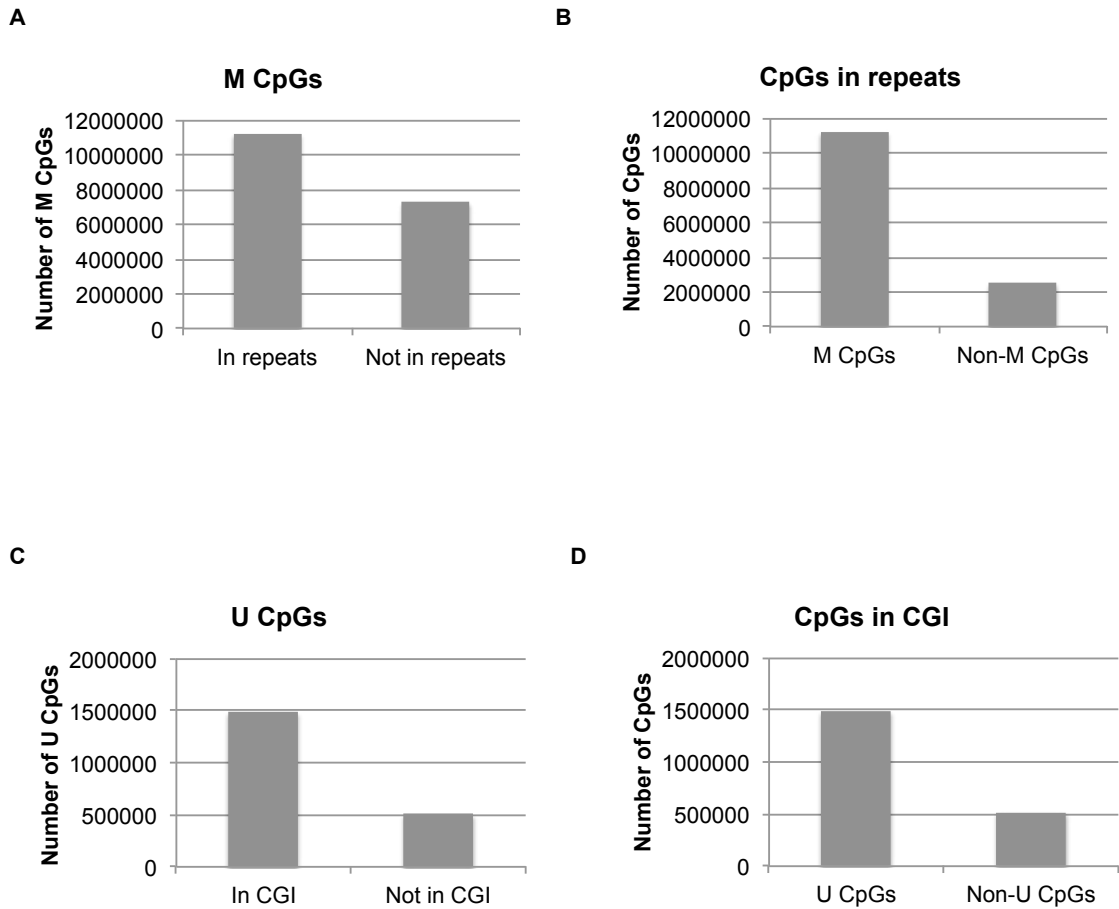 A
M CpGs
Number of M CpGs
12000000
10000000
8000000
6000000
4000000
2000000
0
In repeats Not in repeats
B
CpGs in repeats
Number of CpGs
12000000
10000000
8000000
6000000
4000000
2000000
0
M CpGs Non-M CpGs
C
U CpGs
Number of U CpGs
2000000
1500000
1000000
500000
0
In CGI Not in CGI
D
CpGs in CGI
Number of CpGs
2000000
1500000
1000000
500000
0
U CpGs Non-U CpGs